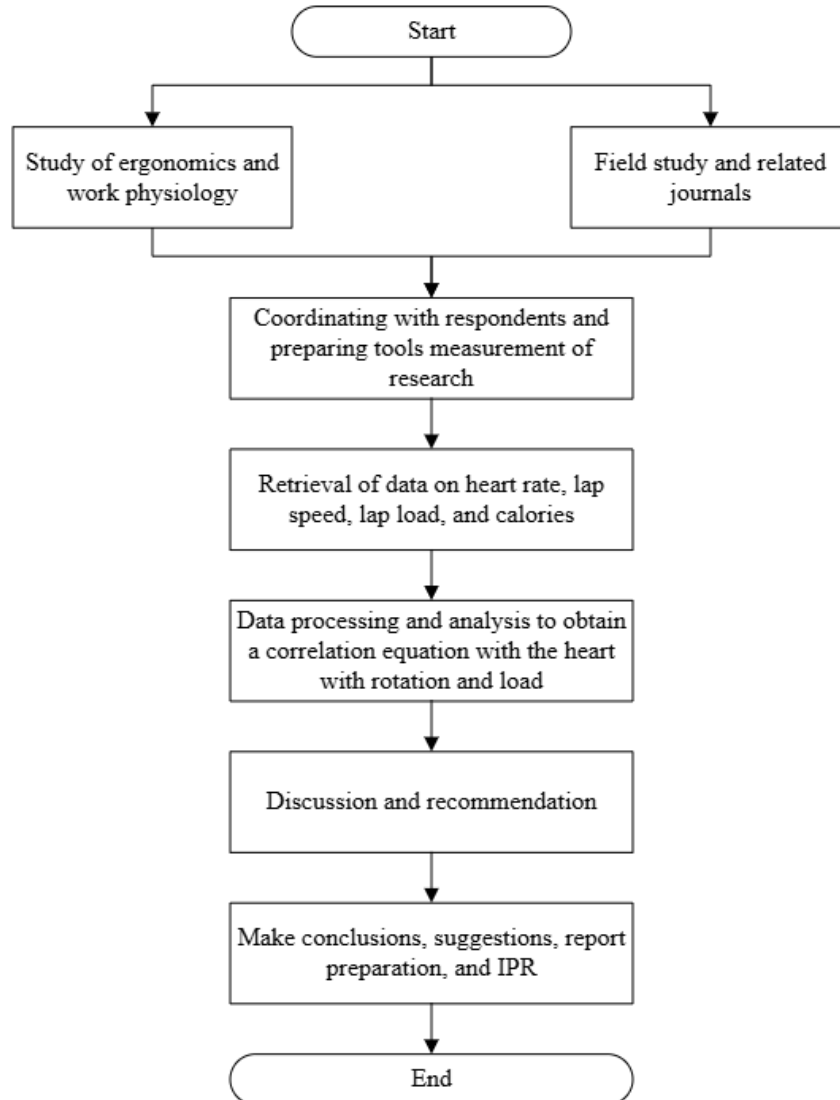 Start
Study of ergonomics and
work physiology
Field study and related
journals
Coordinating with respondents and
preparing tools measurement of
research
Retrieval of data on heart rate, lap
speed, lap load, and calories
Data processing and analysis to obtain
a correlation equation with the heart
with rotation and load
Discussion and recommendation
Make conclusions, suggestions, report
preparation, and IPR
End